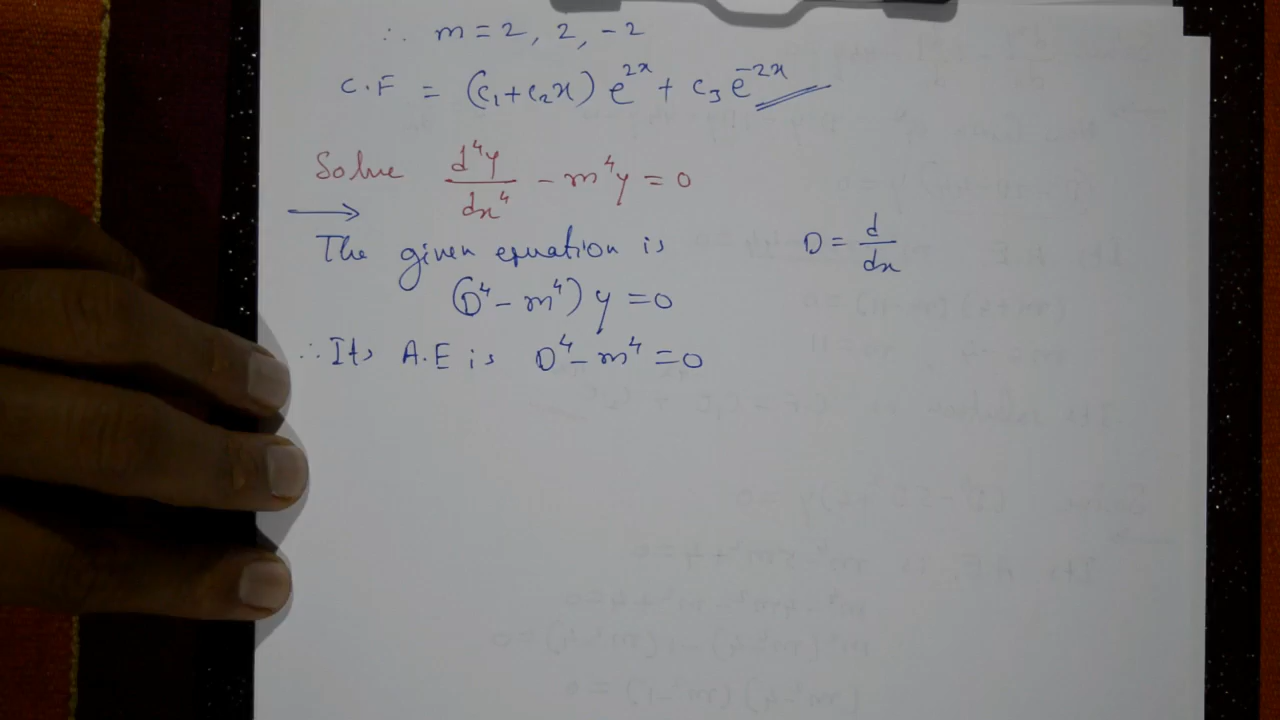 ∴ m = 2, 2, -2
C.F = (c₁+c₂x) e²ˣ + c₃ e⁻²ˣ
Solve d⁴y/dx⁴ - m⁴y = 0
The given equation is D = d/dx
(D⁴ - m⁴) y = 0
∴ Its A.E is D⁴ - m⁴ = 0